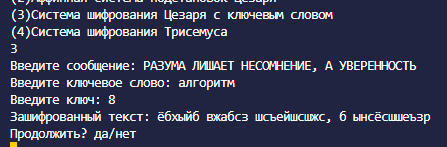 (2)Аффинная система подстановок Цезаря
(3)Система шифрования Цезаря с ключевым словом
(4)Система шифрования Трисемуса
3
Введите сообщение: РАЗУМА ЛИШАЕТ НЕСОМНЕНИЕ, А УВЕРЕННОСТЬ
Введите ключевое слово: алгоритм
Введите ключ: 8
Зашифрованный текст: ёбхыйб вжабсз шсъейшсшжс, б ынсёсшшеъзр
Продолжить? да/нет